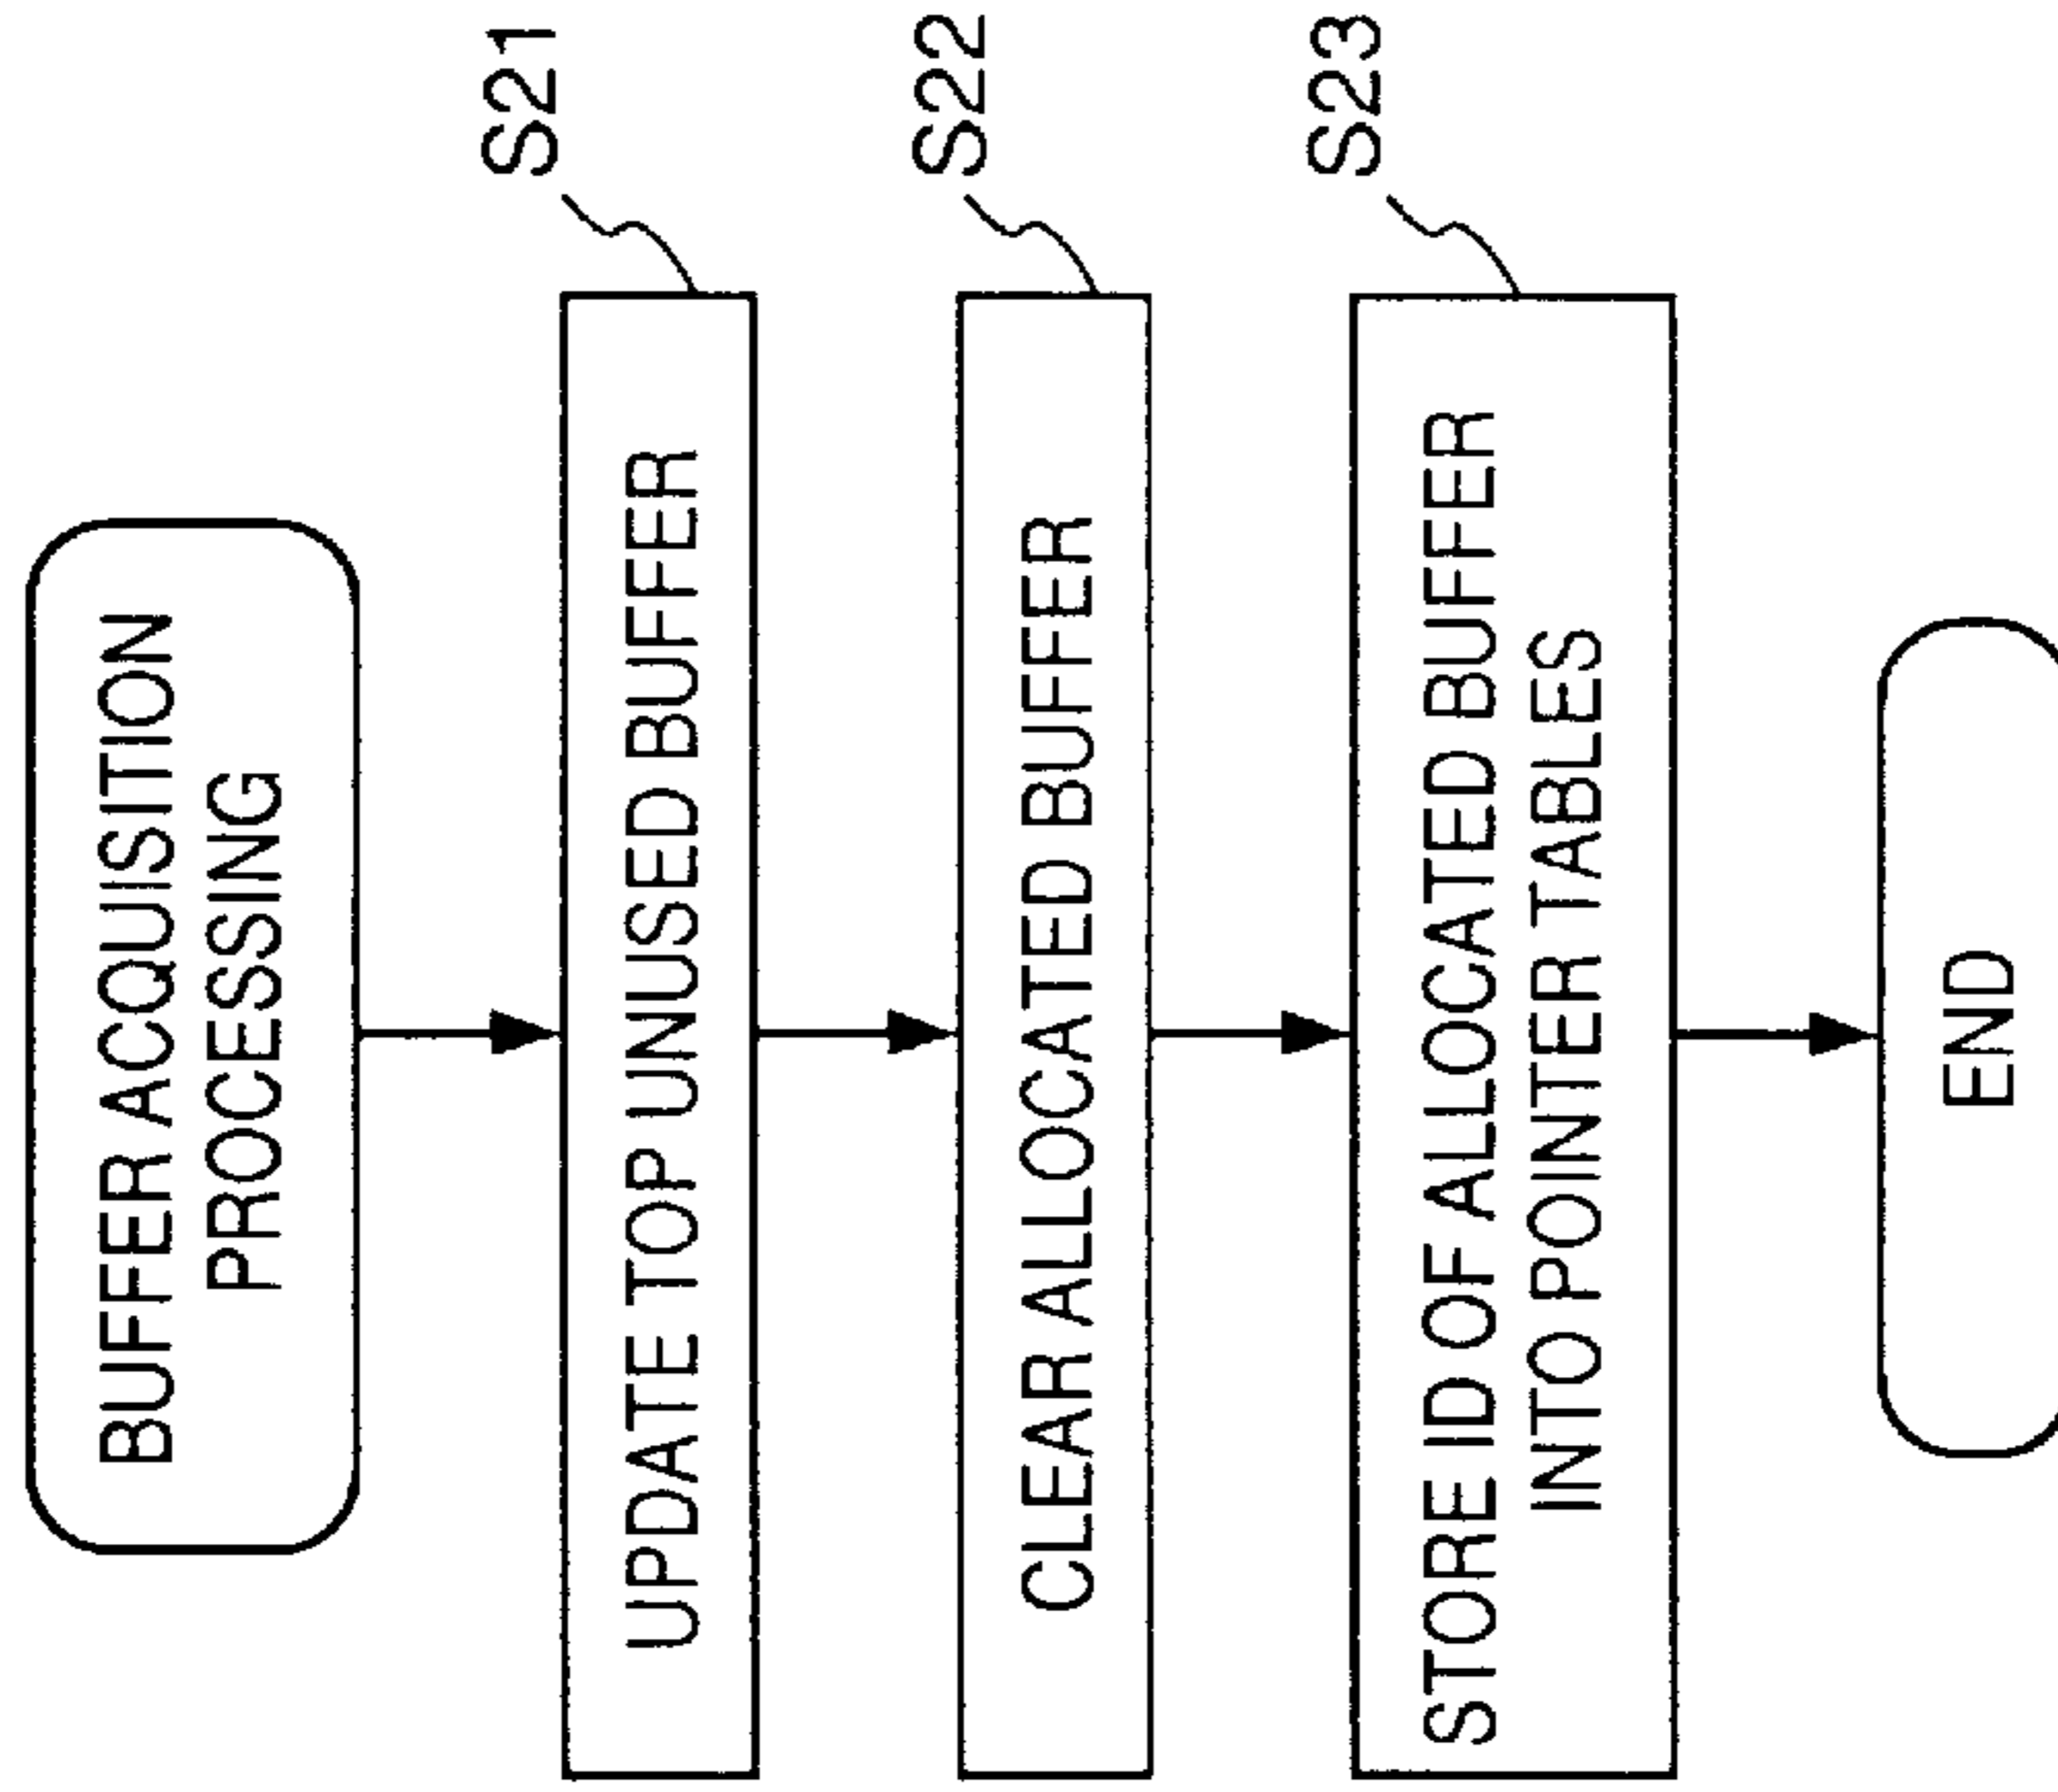 BUFFER ACQUISITION
PROCESSING
S21
UPDATE TOP UNUSED BUFFER
S22
CLEAR ALLOCATED BUFFER
S23
STORE ID OF ALLOCATED BUFFER
INTO POINTER TABLES
END